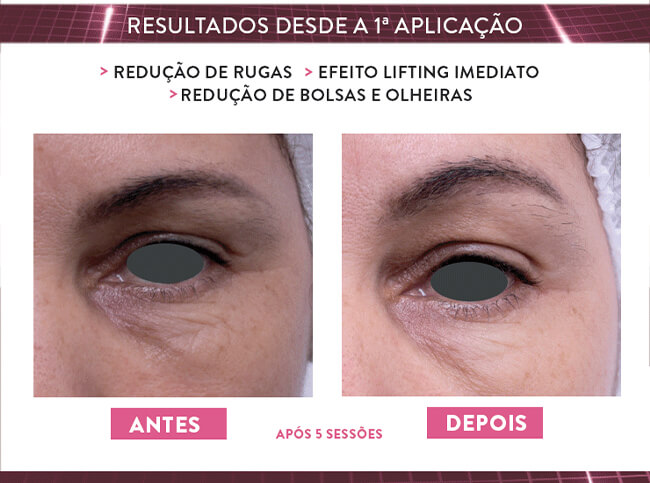 RESULTADOS DESDE A 1ª APLICAÇÃO
> REDUÇÃO DE RUGAS > EFEITO LIFTING IMEDIATO
> REDUÇÃO DE BOLSAS E OLHEIRAS
ANTES
APÓS 5 SESSÕES
DEPOIS